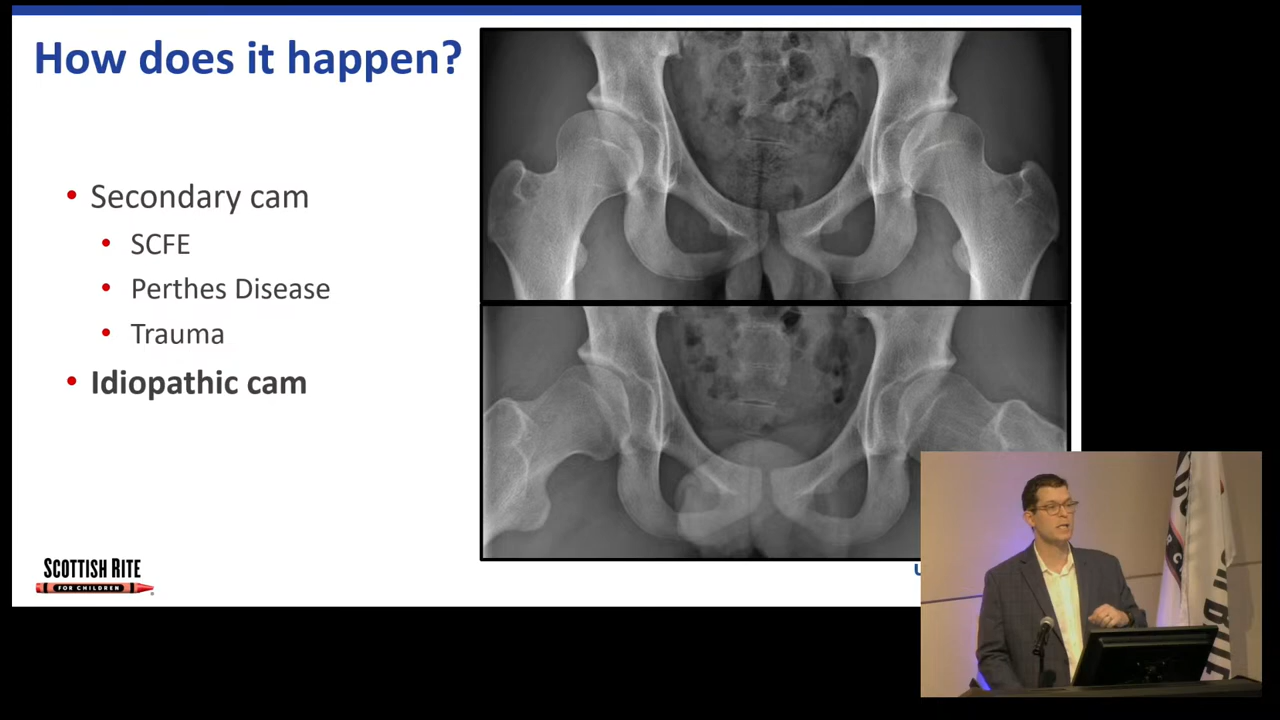 How does it happen?
• Secondary cam
• SCFE
• Perthes Disease
• Trauma
• Idiopathic cam
SCOTTISH RITE
FOR CHILDREN